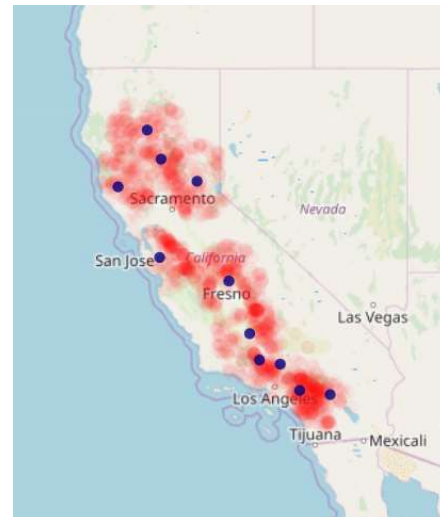 Sacramento
Nevada
San Jose
California
Fresno
Las Vegas
Los Angeles
Tijuana
Mexicali